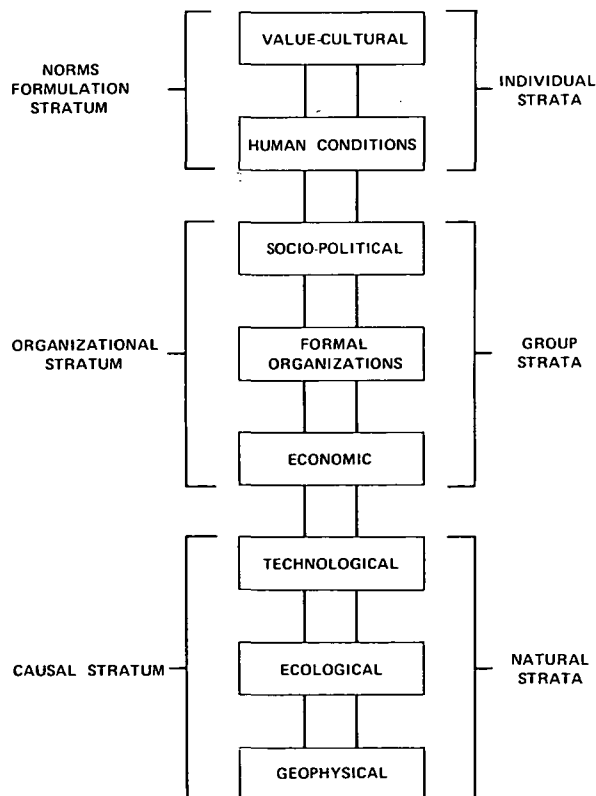 VALUE-CULTURAL
NORMS
FORMULATION
STRATUM
INDIVIDUAL
STRATA
HUMAN CONDITIONS
SOCIO-POLITICAL
ORGANIZATIONAL
STRATUM
FORMAL
ORGANIZATIONS
GROUP
STRATA
ECONOMIC
TECHNOLOGICAL
CAUSAL STRATUM
ECOLOGICAL
NATURAL
STRATA
GEOPHYSICAL